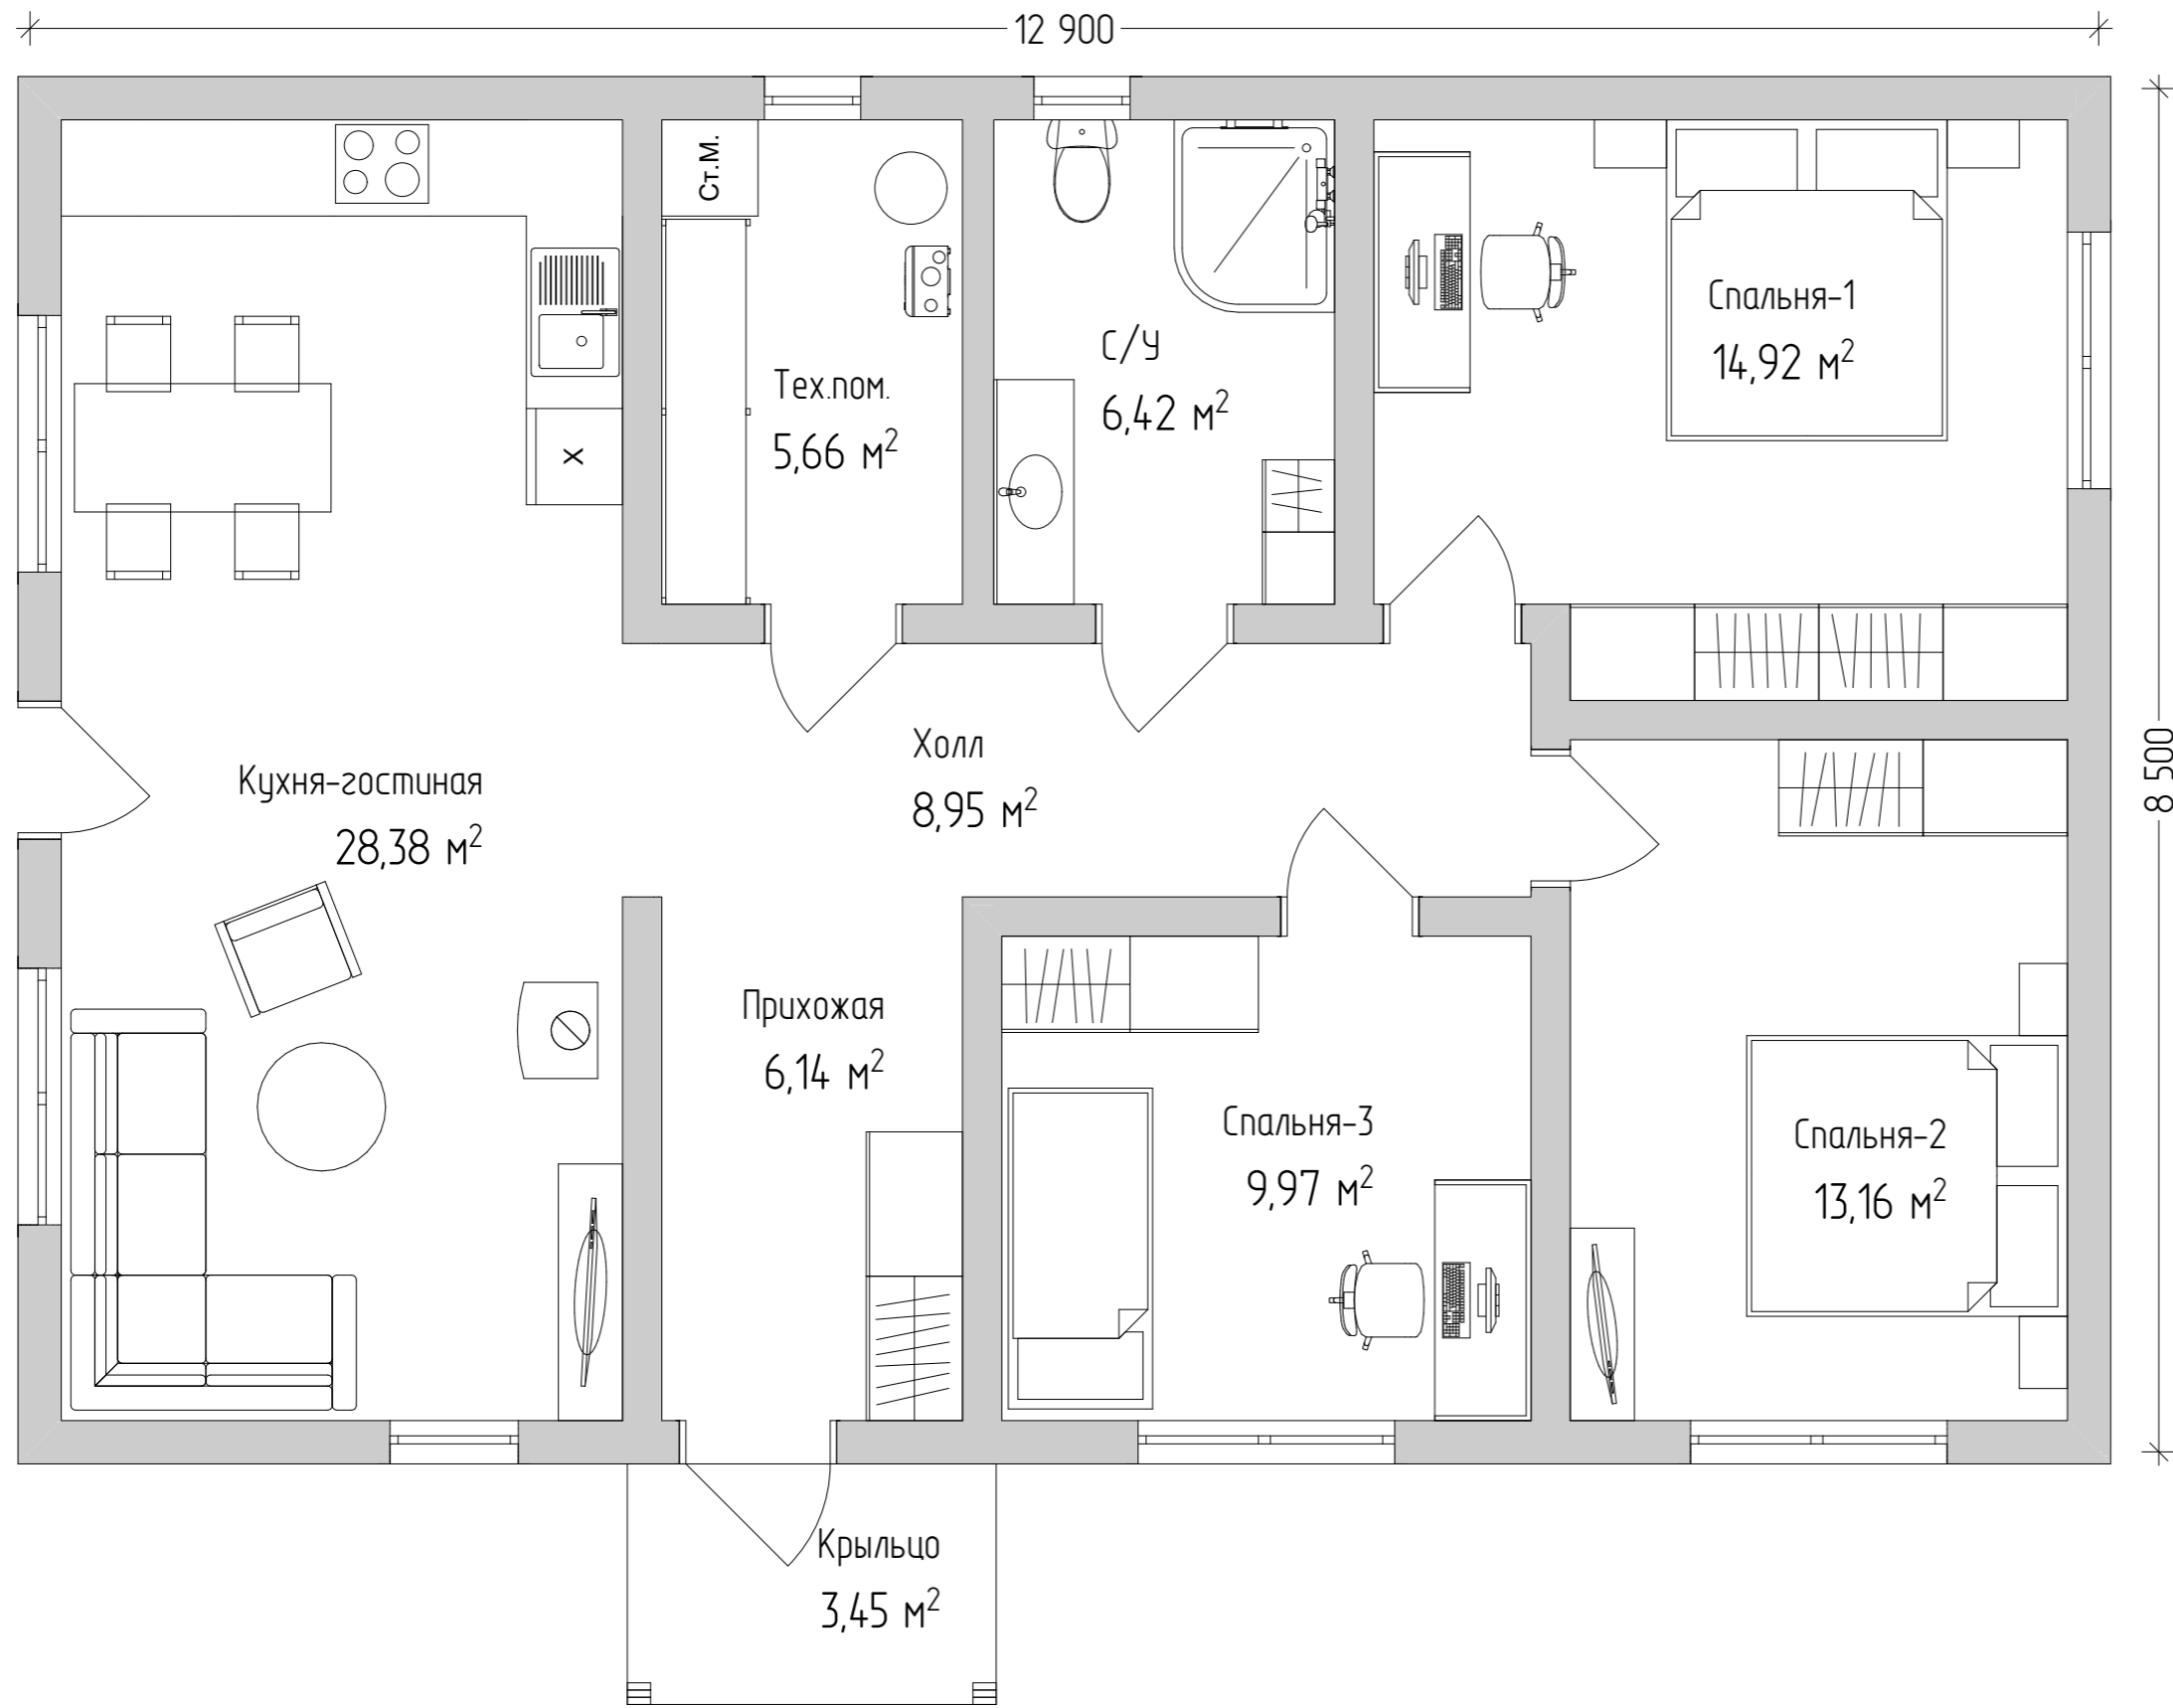 12 900
Ст.М.
Спальня-1
14,92 м²
С/У
6,42 м²
Тех.пом.
5,66 м²
X
8 500
Холл
8,95 м²
Кухня-гостиная
28,38 м²
Прихожая
6,14 м²
Спальня-3
9,97 м²
Спальня-2
13,16 м²
Крыльцо
3,45 м²